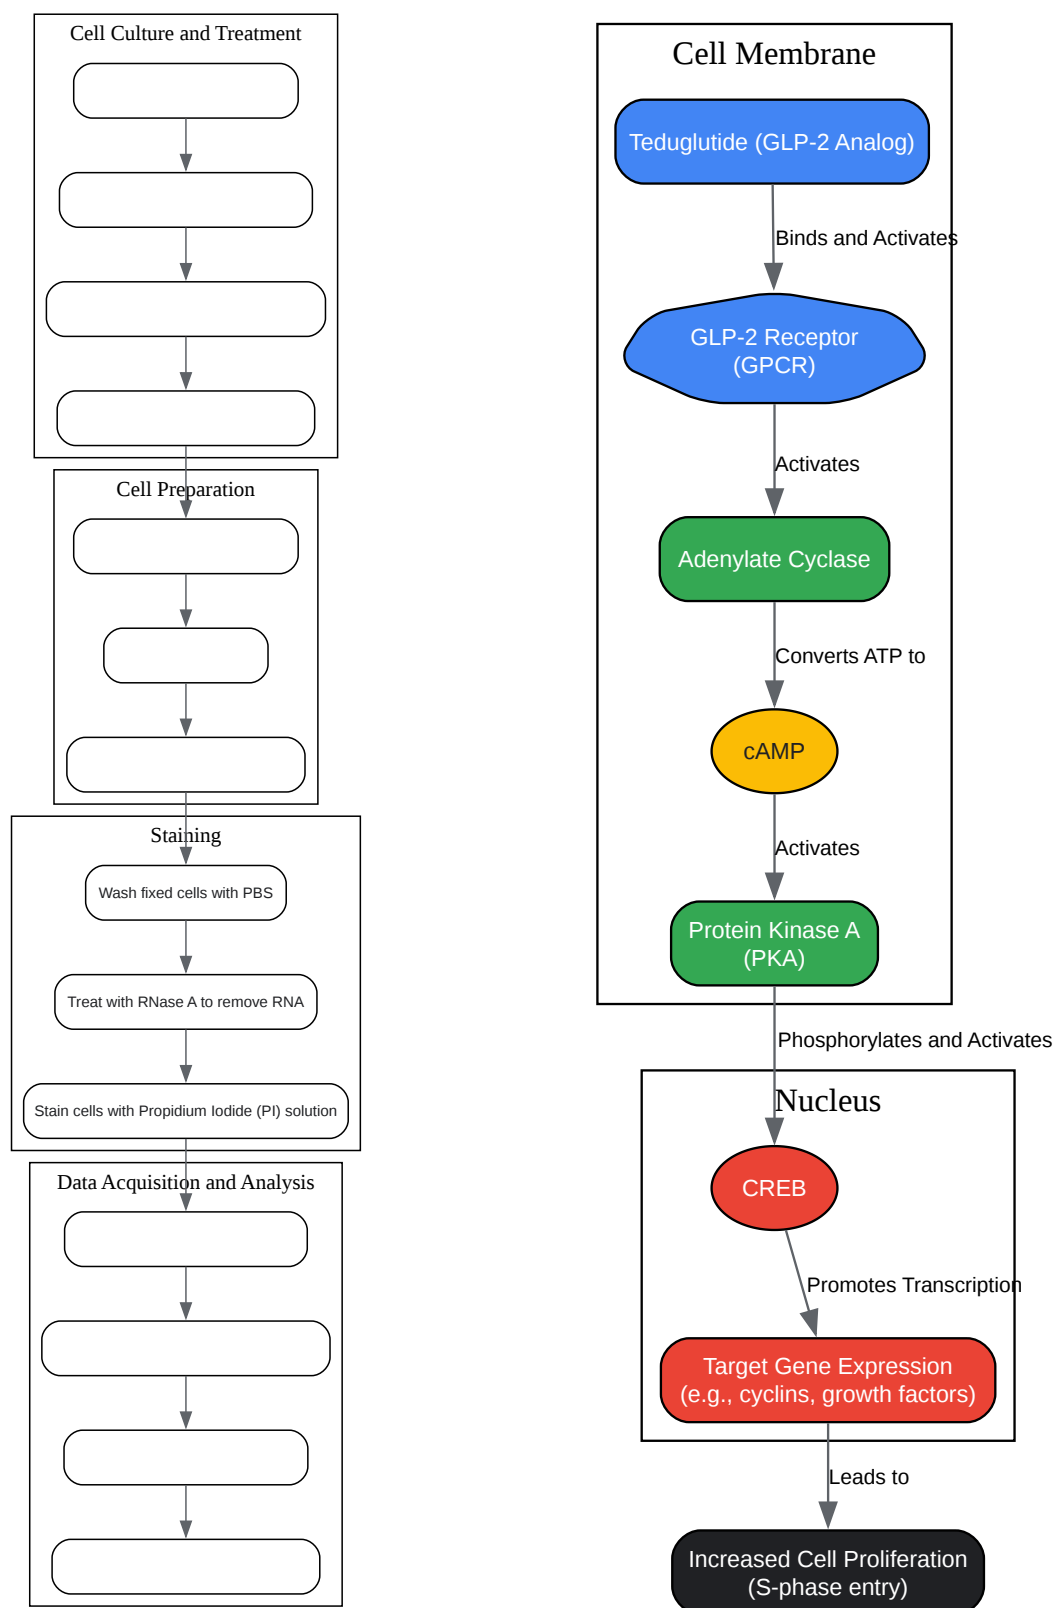 Cell Culture and Treatment
Cell Preparation
Staining
Wash fixed cells with PBS
Treat with RNase A to remove RNA
Stain cells with Propidium Iodide (PI) solution
Data Acquisition and Analysis
Cell Membrane
Teduglutide (GLP-2 Analog)
Binds and Activates
GLP-2 Receptor
(GPCR)
Activates
Adenylate Cyclase
Converts ATP to
cAMP
Activates
Protein Kinase A
(PKA)
Phosphorylates and Activates
Nucleus
CREB
Promotes Transcription
Target Gene Expression
(e.g., cyclins, growth factors)
Leads to
Increased Cell Proliferation
(S-phase entry)